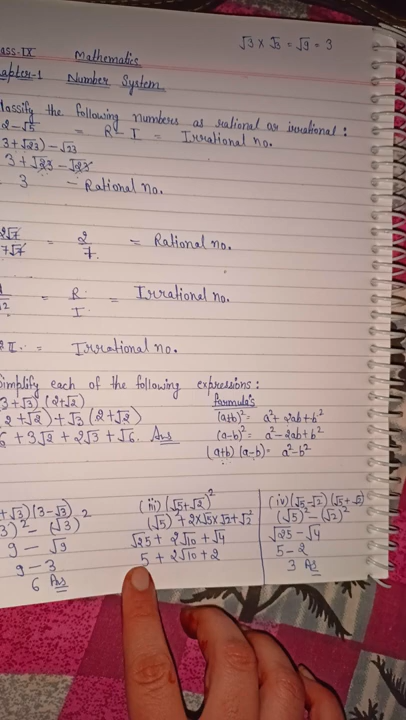 √3 × √3 = √9 = 3
ass-IX Mathematics
apter-1 Number System
lassify the following numbers as rational or irrational :
2-√5 = R - I = Irrational no.
3+√23) - √23
3 + √23 - √23
3 - Rational no.
2√7
7√7 = 2/7 = Rational no.
= R/I = Irrational no.
= Irrational no.
Simplify each of the following expressions :
3+√3) (2+√2)
2+√2) + √3 (2+√2)
6 + 3√2 + 2√3 + √6. Ans
formula's
(a+b)² = a² + 2ab + b²
(a-b)² = a² - 2ab + b²
(a+b) (a-b) = a² - b²
+√3) (3-√3)
3)² - (√3)²
9 - √9
9 - 3
6 Ans
(iii) (√5+√2)²
(√5)² + 2×√5×√2+√2²
√25 + 2√10 + √4
5 + 2√10 + 2
(iv) (√5-√2) (√5+√2)
(√5)² - (√2)²
√25 - √4
5 - 2
3 As